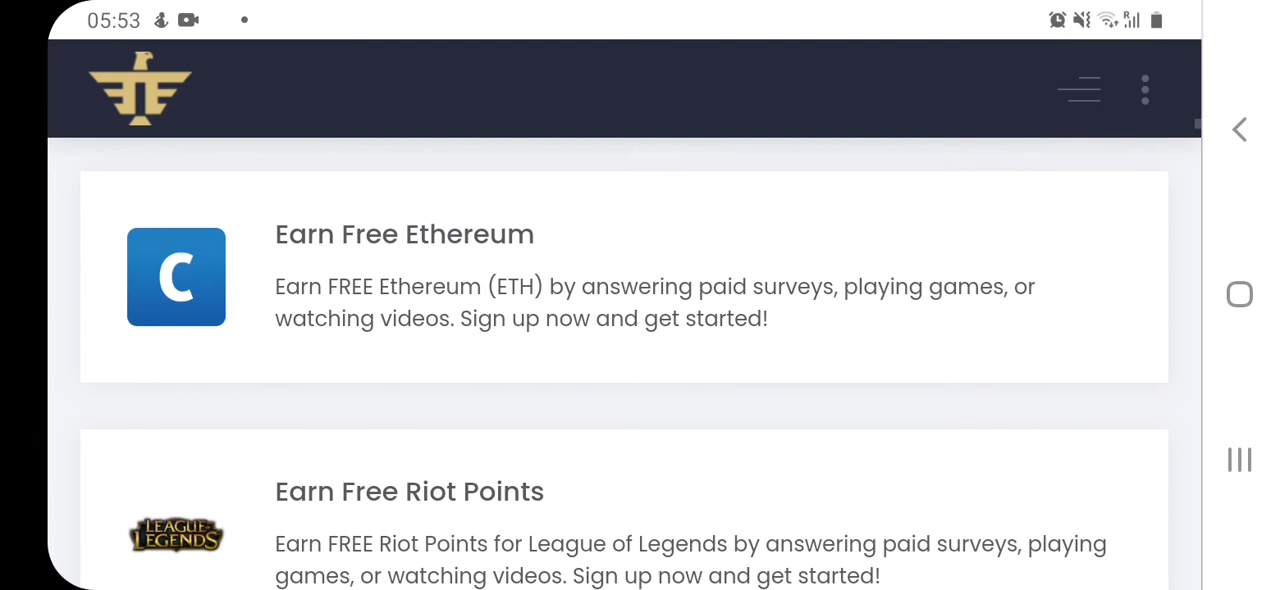 05:53
Earn Free Ethereum
C
Earn FREE Ethereum (ETH) by answering paid surveys, playing games, or
watching videos. Sign up now and get started!
Earn Free Riot Points
LEAGUE OF
LEGENDS
Earn FREE Riot Points for League of Legends by answering paid surveys, playing
games, or watching videos. Sign up now and get started!